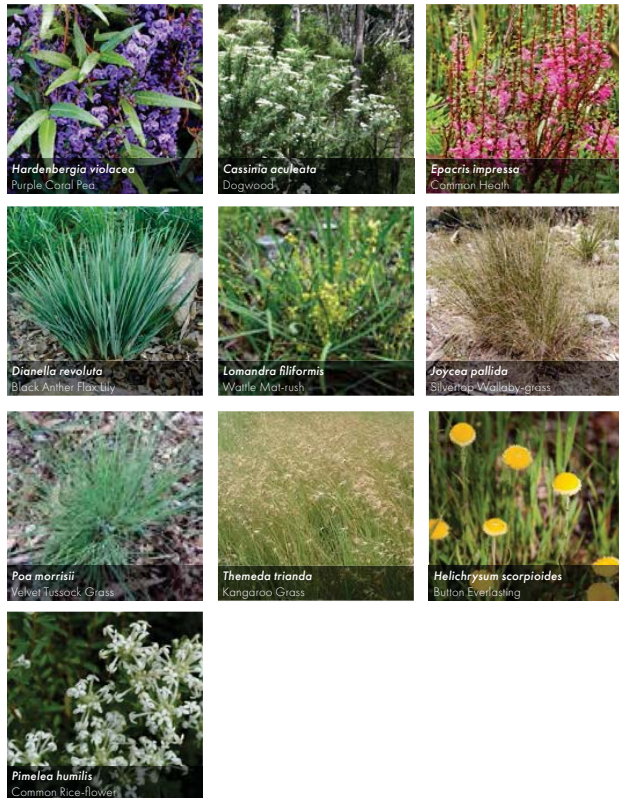 Hardenbergia violacea
Purple Coral Pea
Cassinia aculeata
Dogwood
Epacris impressa
Common Heath
Dianella revoluta
Black Anther Flax Lily
Lomandra filiformis
Wattle Mat-rush
Joycea pallida
Silvertop Wallaby-grass
Poa morrisii
Velvet Tussock Grass
Themeda trianda
Kangaroo Grass
Helichrysum scorpioides
Button Everlasting
Pimelea humilis
Common Rice-flower